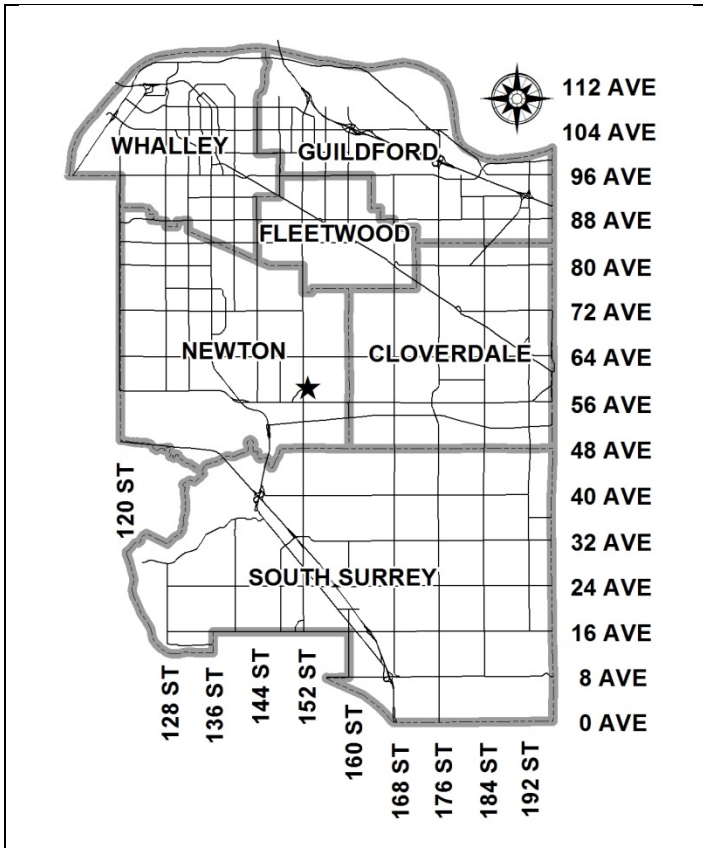 112 AVE
104 AVE
WHALLEY
GUILDFORD
96 AVE
88 AVE
FLEETWOOD
80 AVE
72 AVE
NEWTON
CLOVERDALE
64 AVE
56 AVE
48 AVE
120 ST
40 AVE
32 AVE
SOUTH SURREY
24 AVE
16 AVE
128 ST
136 ST
144 ST
152 ST
160 ST
8 AVE
0 AVE
168 ST
176 ST
184 ST
192 ST